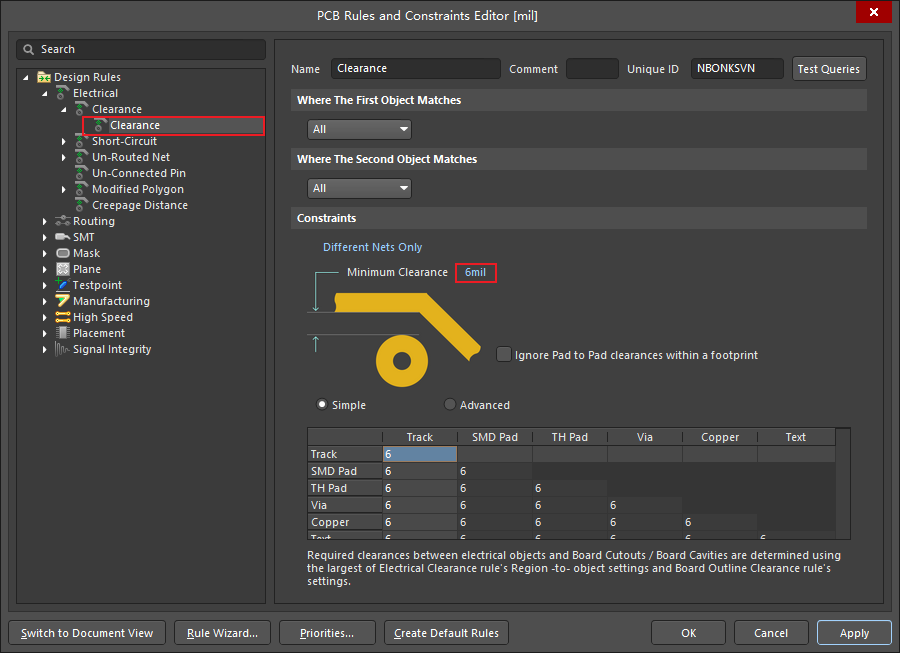 PCB Rules and Constraints Editor [mil]
Search
Design Rules
Electrical
Clearance
Clearance
Short-Circuit
Un-Routed Net
Un-Connected Pin
Modified Polygon
Creepage Distance
Routing
SMT
Mask
Plane
Testpoint
Manufacturing
High Speed
Placement
Signal Integrity
Name Clearance Comment Unique ID NBONKSVN Test Queries
Where The First Object Matches
All
Where The Second Object Matches
All
Constraints
Different Nets Only
Minimum Clearance 6mil
Ignore Pad to Pad clearances within a footprint
Simple Advanced
Track SMD Pad TH Pad Via Copper Text
Track 6
SMD Pad 6 6
TH Pad 6 6 6
Via 6 6 6 6
Copper 6 6 6 6 6
Text 6 6 6 6 6 6
Required clearances between electrical objects and Board Cutouts / Board Cavities are determined using
the largest of Electrical Clearance rule's Region -to- object settings and Board Outline Clearance rule's
settings.
Switch to Document View Rule Wizard... Priorities... Create Default Rules OK Cancel Apply